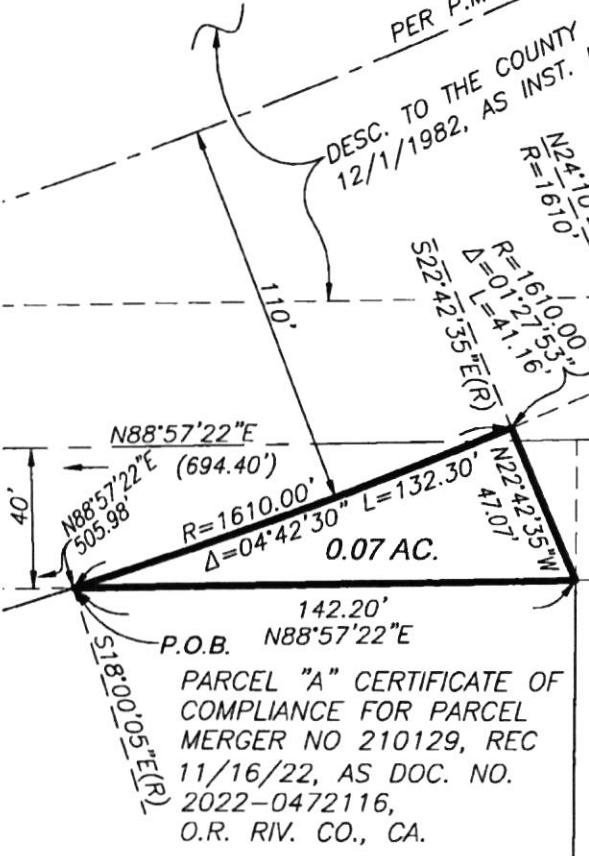 PER P.M
DESC. TO THE COUNTY
12/1/1982, AS INST.
R=1610'
R=1610.00'
Δ=01°27'53"
L=41.16'
S22°42'35"E(R)
110'
N88°57'22"E
(694.40')
40'
N88°57'22"E
505.98'
R=1610.00'
Δ=04°42'30"
L=132.30'
N22°42'35"W
47.07'
0.07 AC.
142.20'
N88°57'22"E
P.O.B.
S18°00'05"E(R)
PARCEL "A" CERTIFICATE OF
COMPLIANCE FOR PARCEL
MERGER NO 210129, REC
11/16/22, AS DOC. NO.
2022-0472116,
O.R. RIV. CO., CA.